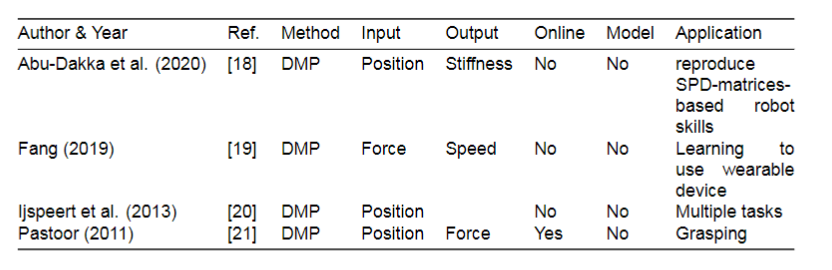 Author & Year Ref. Method Input Output Online Model Application
Abu-Dakka et al. (2020) [18] DMP Position Stiffness No No reproduce
SPD-matrices-
based robot
skills
Fang (2019) [19] DMP Force Speed No No Learning to
use wearable
device
Ijspeert et al. (2013) [20] DMP Position No No Multiple tasks
Pastoor (2011) [21] DMP Position Force Yes No Grasping